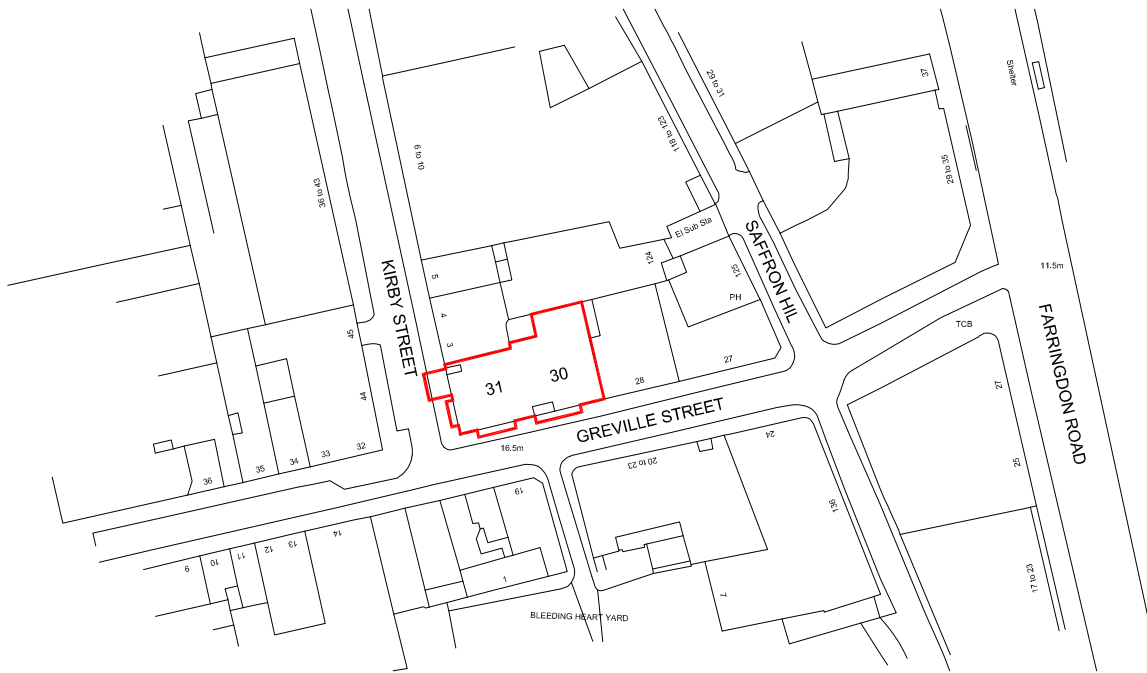 Shelter
37
29 to 31
118 to 123
6 to 10
29 to 35
36 to 43
El Sub Sta
SAFFRON HIL
124
125
PH
11.5m
KIRBY STREET
5
4
3
45
44
TCB
FARRINGDON ROAD
27
28
30
31
27
GREVILLE STREET
16.5m
24
20 to 23
25
36
35
34
33
32
19
136
14
13
12
11
10
9
1
7
17 to 23
BLEEDING HEART YARD